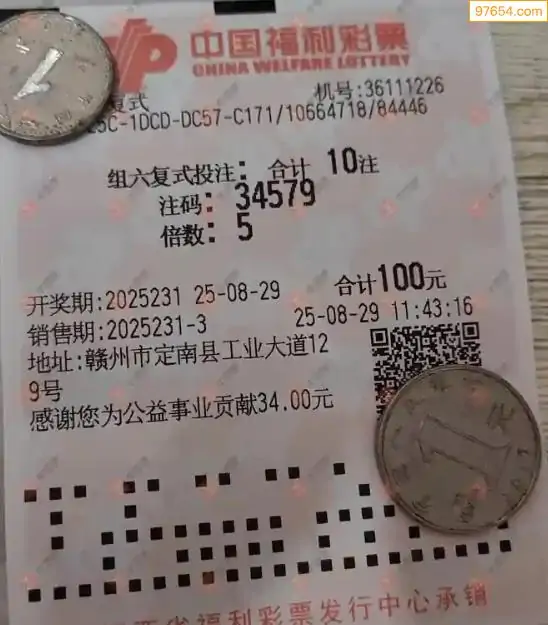 97654.com
中国福利彩票
CHINA WELFARE LOTTERY
复式
机号:36111226
5C-1DCD-DC57-C171/10664718/84446
组六复式投注: 合计 10注
注码: 34579
倍数: 5
开奖期:2025231 25-08-29 合计100元
销售期:2025231-3 25-08-29 11:43:16
地址:赣州市定南县工业大道12
9号
感谢您为公益事业贡献34.00元
1
省福利彩票发行中心承销